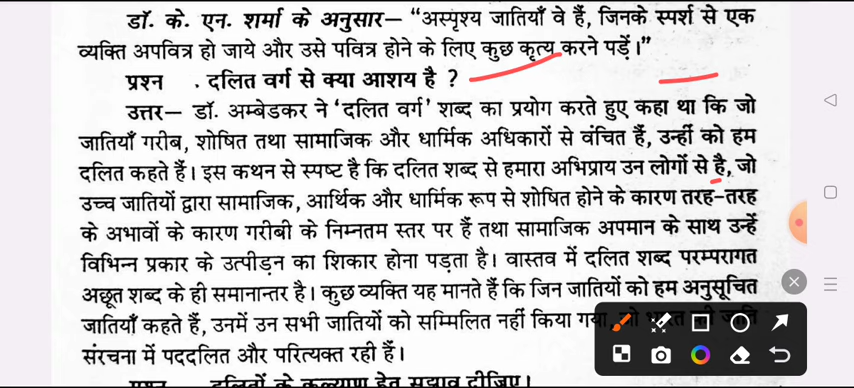 डॉ. के. एन. शर्मा के अनुसार– “अस्पृश्य जातियाँ वे हैं, जिनके स्पर्श से एक
व्यक्ति अपवित्र हो जाये और उसे पवित्र होने के लिए कुछ कृत्य करने पड़ें।”
प्रश्न . दलित वर्ग से क्या आशय है ?
उत्तर– डॉ. अम्बेडकर ने ‘दलित वर्ग’ शब्द का प्रयोग करते हुए कहा था कि जो
जातियाँ गरीब, शोषित तथा सामाजिक और धार्मिक अधिकारों से वंचित हैं, उन्हीं को हम
दलित कहते हैं। इस कथन से स्पष्ट है कि दलित शब्द से हमारा अभिप्राय उन लोगों से है, जो
उच्च जातियों द्वारा सामाजिक, आर्थिक और धार्मिक रूप से शोषित होने के कारण तरह-तरह
के अभावों के कारण गरीबी के निम्नतम स्तर पर हैं तथा सामाजिक अपमान के साथ उन्हें
विभिन्न प्रकार के उत्पीड़न का शिकार होना पड़ता है। वास्तव में दलित शब्द परम्परागत
अछूत शब्द के ही समानान्तर है। कुछ व्यक्ति यह मानते हैं कि जिन जातियों को हम अनुसूचित
जातियाँ कहते हैं, उनमें उन सभी जातियों को सम्मिलित नहीं किया गया,
संरचना में पददलित और परित्यक्त रही हैं।
प्रश्न दलितों के कल्याण हेतु सुझाव दीजिए।